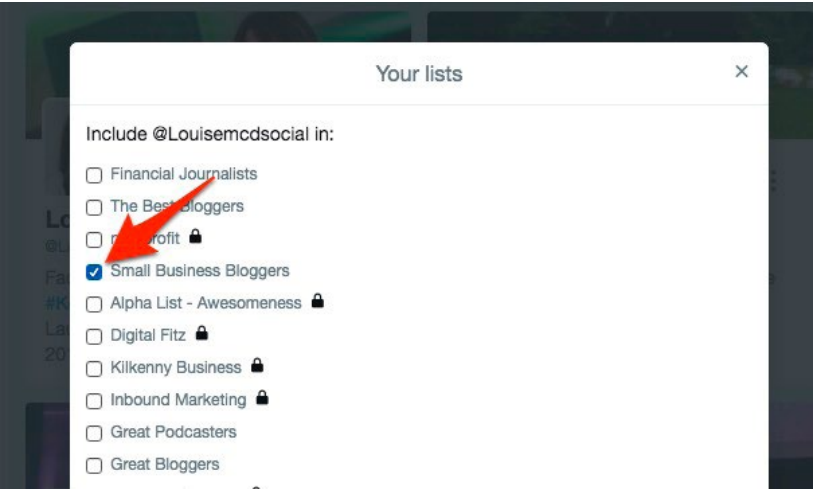 Your lists
Include @Louisemcdsocial in:
Financial Journalists
The Best Bloggers
profit
Small Business Bloggers
Alpha List - Awesomeness
Digital Fitz
Kilkenny Business
Inbound Marketing
Great Podcasters
Great Bloggers